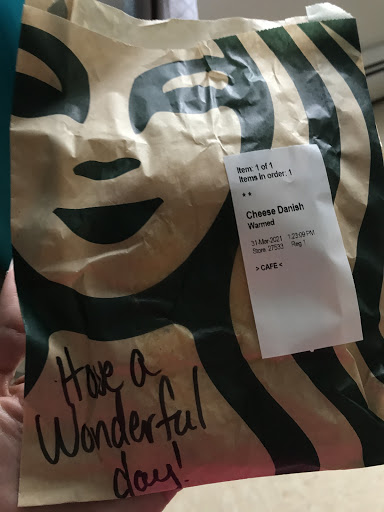 Item: 1 of 1
Items in order: 1
* *
Cheese Danish
Warmed
31-Mar-2021 1:23:09 PM
Store: 27533 Reg 1
> CAFE <
Have a
Wonderful
day!